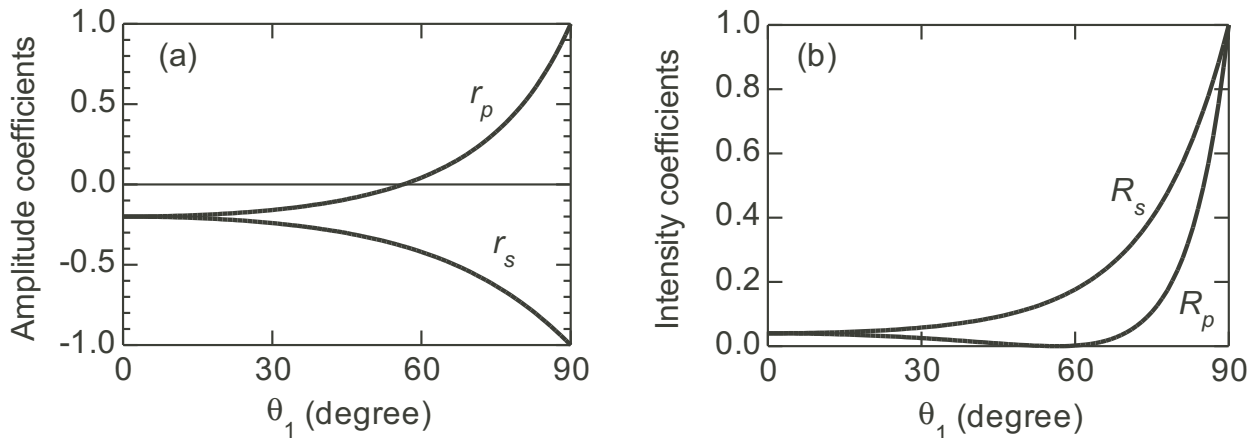 (a)
Amplitude coefficients
1.0
0.5
0.0
-0.5
-1.0
r_p
r_s
0 30 60 90
θ_1 (degree)
(b)
Intensity coefficients
1.0
0.8
0.6
0.4
0.2
0.0
R_s
R_p
0 30 60 90
θ_1 (degree)